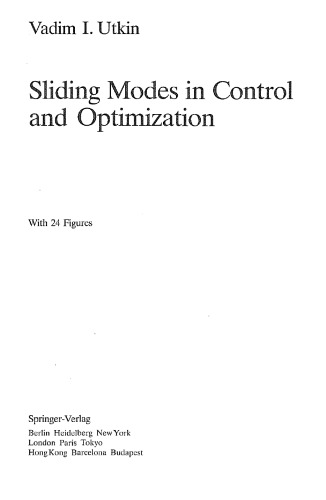 Vadim I. Utkin
Sliding Modes in Control
and Optimization
With 24 Figures
Springer-Verlag
Berlin Heidelberg New York
London Paris Tokyo
Hong Kong Barcelona Budapest